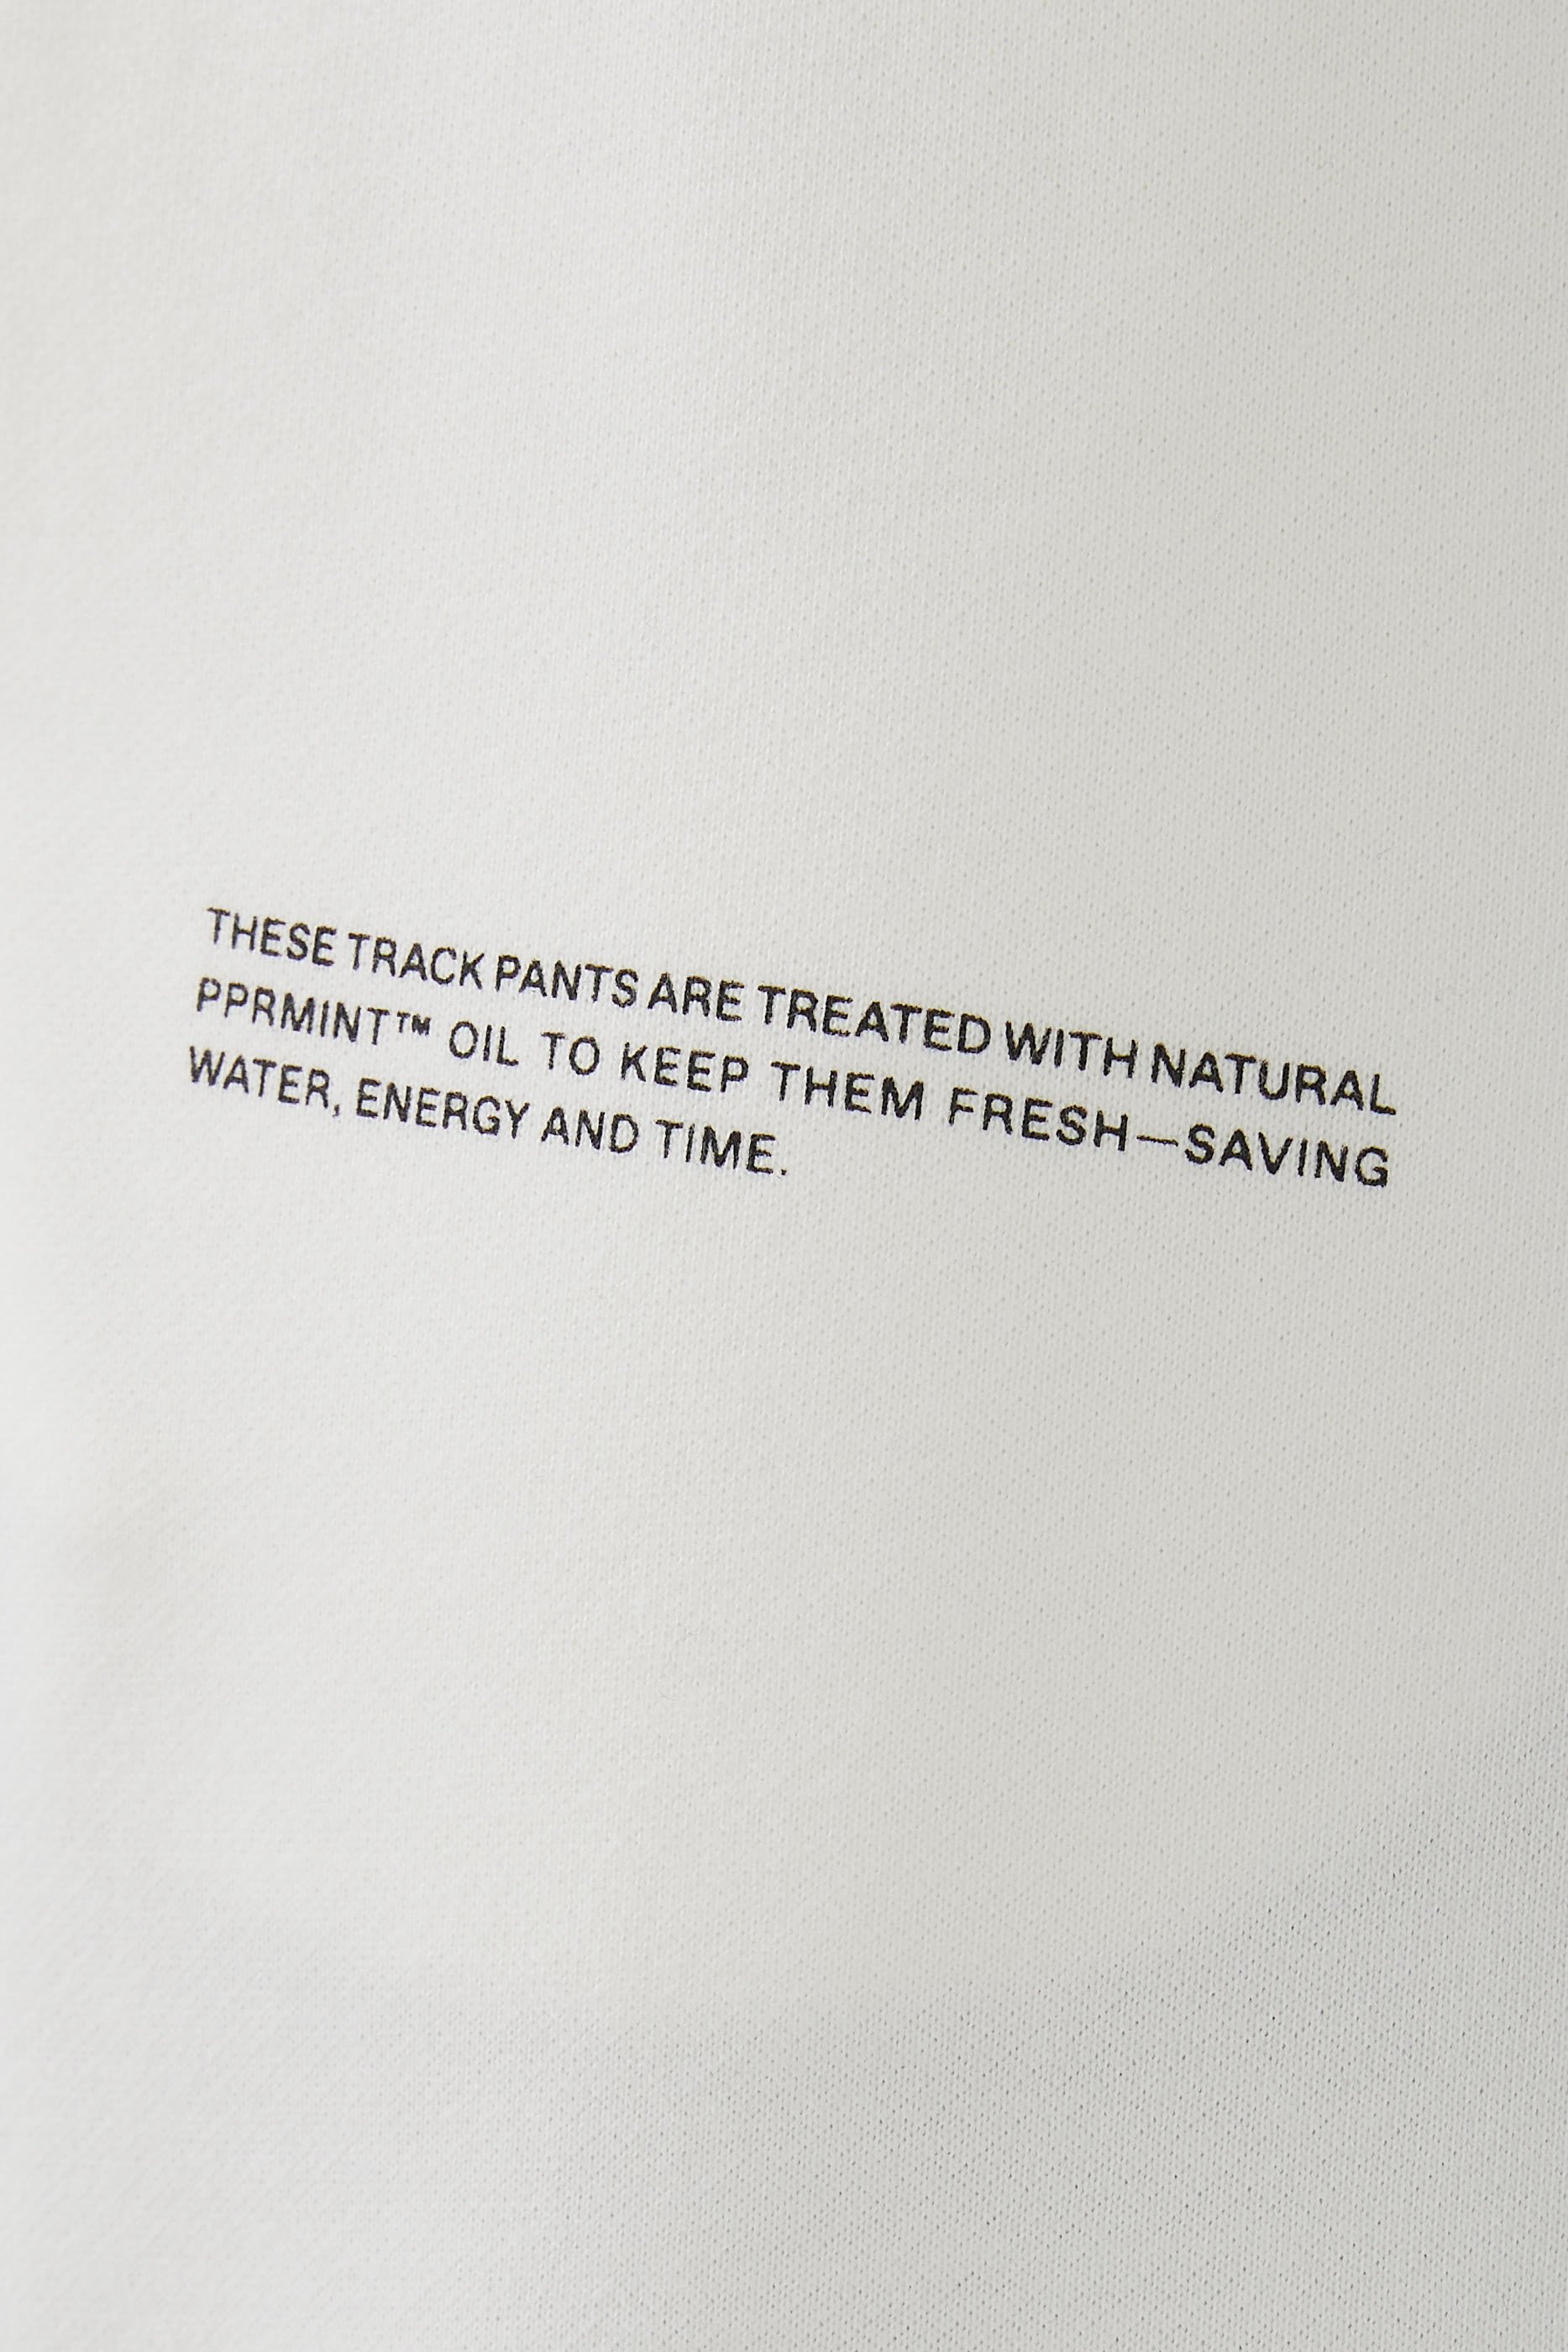 THESE TRACK PANTS ARE TREATED WITH NATURAL
PPRMINT™ OIL TO KEEP THEM FRESH—SAVING
WATER, ENERGY AND TIME.